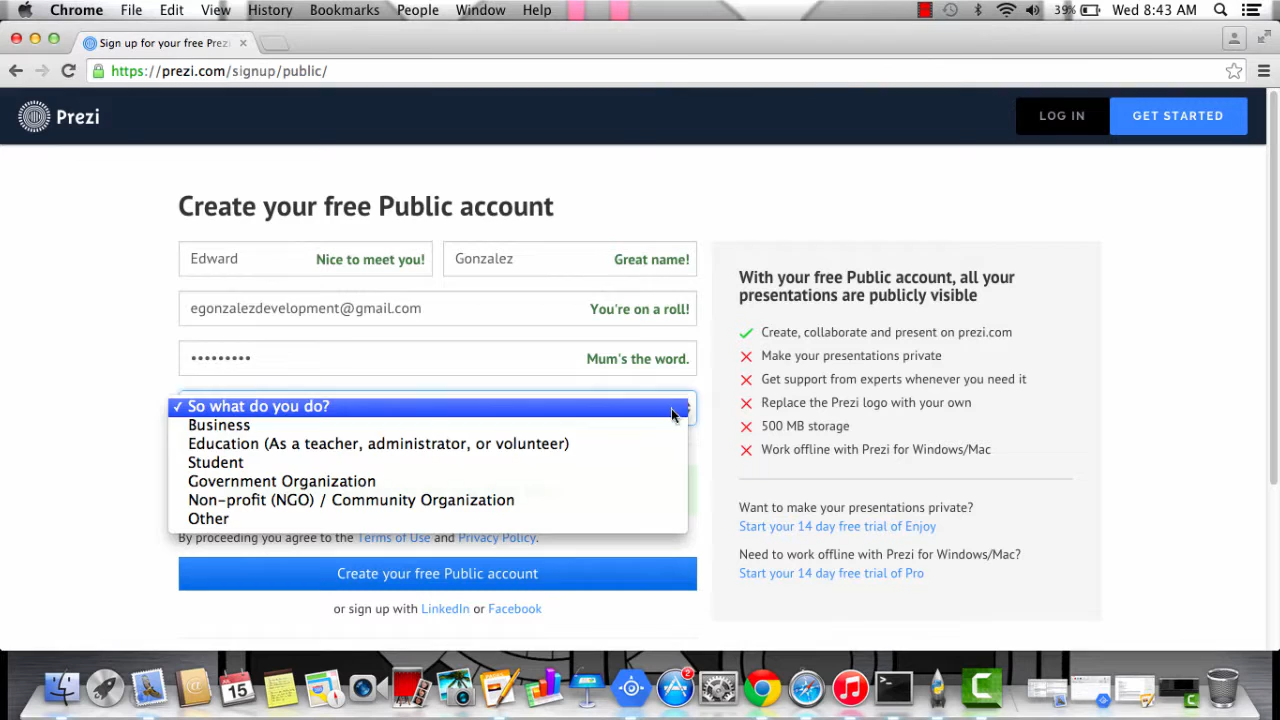 Chrome File Edit View History Bookmarks People Window Help 39% Wed 8:43 AM
Sign up for your free Prezi
https://prezi.com/signup/public/
Prezi LOG IN GET STARTED
Create your free Public account
Edward Nice to meet you! Gonzalez Great name!
egonzalezdevelopment@gmail.com You're on a roll!
••••••••• Mum's the word.
✓ So what do you do?
Business
Education (As a teacher, administrator, or volunteer)
Student
Government Organization
Non-profit (NGO) / Community Organization
Other
By proceeding you agree to the Terms of Use and Privacy Policy.
Create your free Public account
or sign up with LinkedIn or Facebook
With your free Public account, all your
presentations are publicly visible
Create, collaborate and present on prezi.com
Make your presentations private
Get support from experts whenever you need it
Replace the Prezi logo with your own
500 MB storage
Work offline with Prezi for Windows/Mac
Want to make your presentations private?
Start your 14 day free trial of Enjoy
Need to work offline with Prezi for Windows/Mac?
Start your 14 day free trial of Pro
15
2